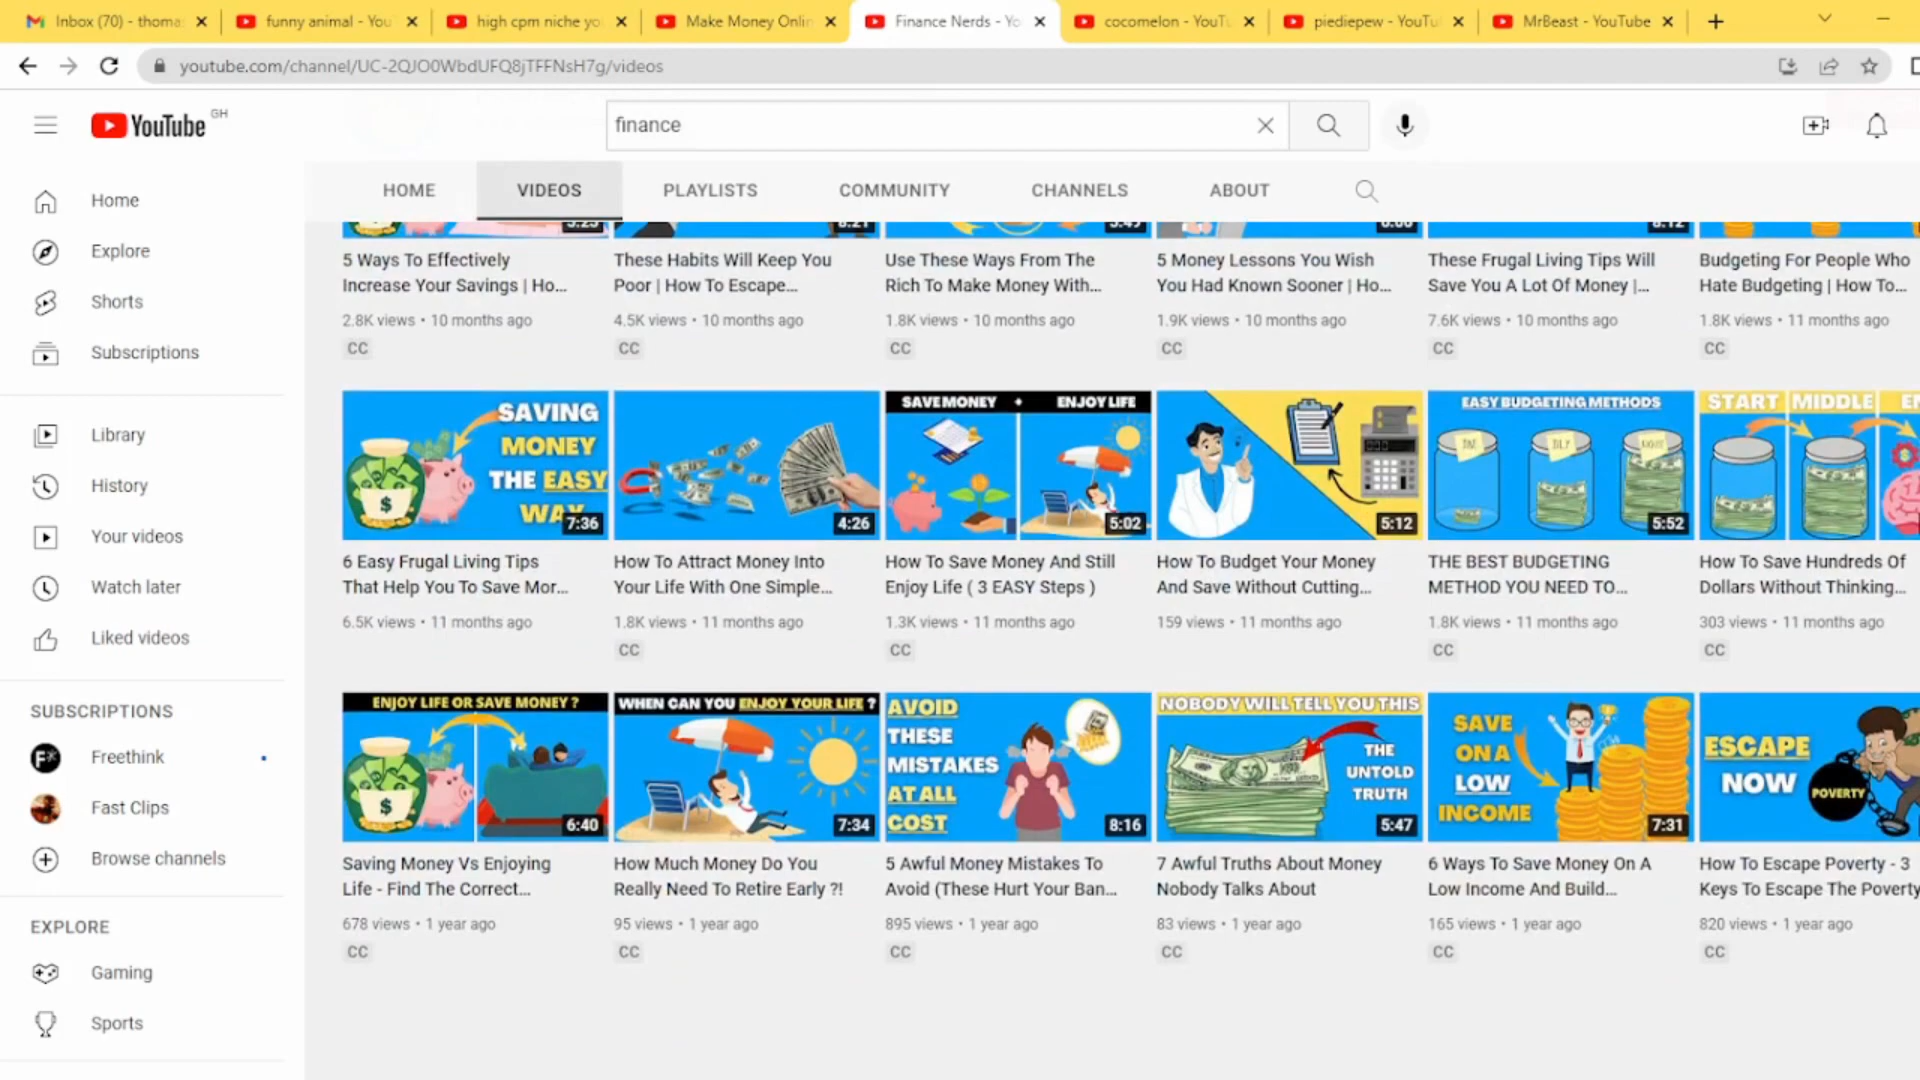 Inbox (70) - thoma
funny animal - You
high cpm niche yo
Make Money Onlin
Finance Nerds - Yo
cocomelon - YouTu
piediepew - YouTu
MrBeast - YouTube
youtube.com/channel/UC-2QJO0WbdUFQ8jTFFNsH7g/videos
YouTube GH
finance
HOME
VIDEOS
PLAYLISTS
COMMUNITY
CHANNELS
ABOUT
Home
Explore
Shorts
Subscriptions
Library
History
Your videos
Watch later
Liked videos
SUBSCRIPTIONS
Freethink
Fast Clips
Browse channels
EXPLORE
Gaming
Sports
5 Ways To Effectively
Increase Your Savings | Ho...
2.8K views • 10 months ago
CC
These Habits Will Keep You
Poor | How To Escape...
4.5K views • 10 months ago
CC
Use These Ways From The
Rich To Make Money With...
1.8K views • 10 months ago
CC
5 Money Lessons You Wish
You Had Known Sooner | Ho...
1.9K views • 10 months ago
CC
These Frugal Living Tips Will
Save You A Lot Of Money |...
7.6K views • 10 months ago
CC
Budgeting For People Who
Hate Budgeting | How To...
1.8K views • 11 months ago
CC
SAVING
MONEY
THE EASY
WAY
7:36
6 Easy Frugal Living Tips
That Help You To Save Mor...
6.5K views • 11 months ago
4:26
How To Attract Money Into
Your Life With One Simple...
1.8K views • 11 months ago
CC
SAVE MONEY + ENJOY LIFE
5:02
How To Save Money And Still
Enjoy Life ( 3 EASY Steps )
1.3K views • 11 months ago
CC
5:12
How To Budget Your Money
And Save Without Cutting...
159 views • 11 months ago
EASY BUDGETING METHODS
5:52
THE BEST BUDGETING
METHOD YOU NEED TO...
1.8K views • 11 months ago
CC
START MIDDLE
How To Save Hundreds Of
Dollars Without Thinking...
303 views • 11 months ago
CC
ENJOY LIFE OR SAVE MONEY ?
6:40
Saving Money Vs Enjoying
Life - Find The Correct...
678 views • 1 year ago
CC
WHEN CAN YOU ENJOY YOUR LIFE ?
7:34
How Much Money Do You
Really Need To Retire Early ?!
95 views • 1 year ago
CC
AVOID
THESE
MISTAKES
AT ALL
COST
8:16
5 Awful Money Mistakes To
Avoid (These Hurt Your Ban...
895 views • 1 year ago
CC
NOBODY WILL TELL YOU THIS
THE
UNTOLD
TRUTH
5:47
7 Awful Truths About Money
Nobody Talks About
83 views • 1 year ago
CC
SAVE
ON A
LOW
INCOME
7:31
6 Ways To Save Money On A
Low Income And Build...
165 views • 1 year ago
CC
ESCAPE
NOW
POVERTY
How To Escape Poverty - 3
Keys To Escape The Poverty
820 views • 1 year ago
CC